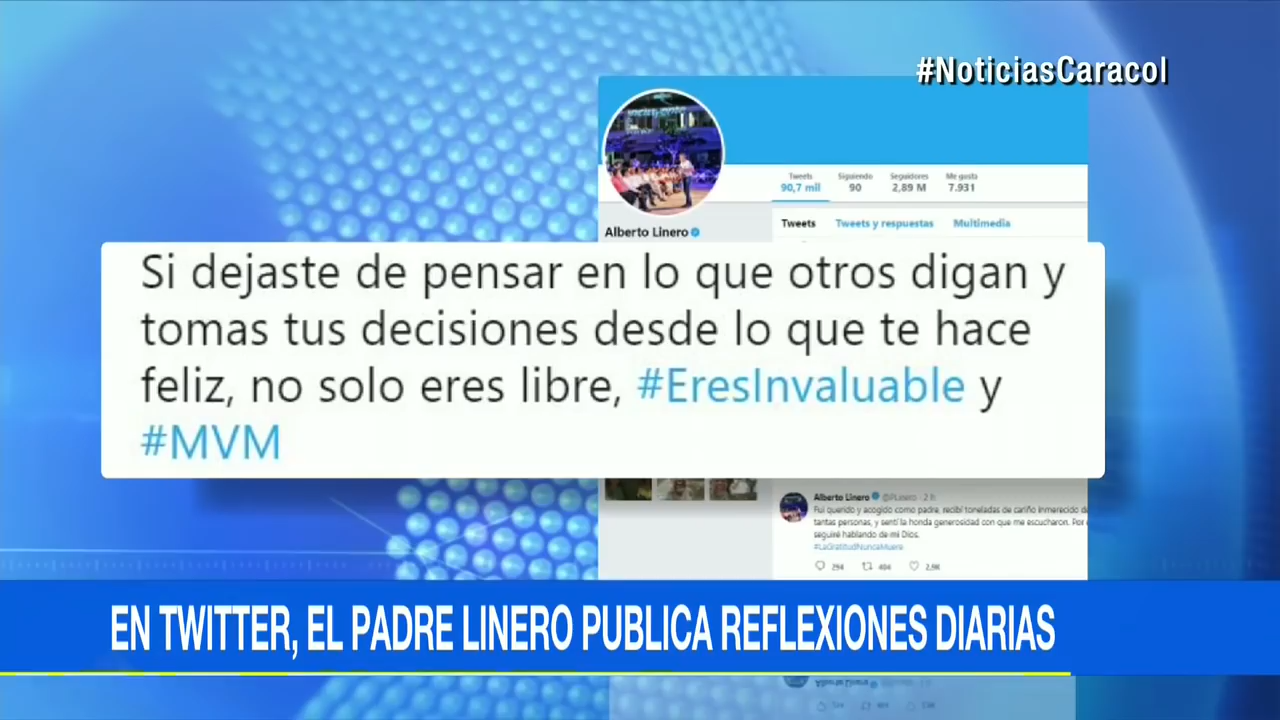 #NoticiasCaracol
Tweets Siguiendo Seguidores Me gusta
90,7 mil 90 2,89 M 7.931
Alberto Linero
Tweets Tweets y respuestas Multimedia
Si dejaste de pensar en lo que otros digan y
tomas tus decisiones desde lo que te hace
feliz, no solo eres libre, #EresInvaluable y
#MVM
Alberto Linero @PLinero · 2 h
Fui querido y acogido como padre, recibí toneladas de cariño inmerecido de
tantas personas, y sentí la honda generosidad con que me escucharon. Por
seguiré hablando de mi Dios.
#LaGratitudNuncaMuere
294 404 2,9K
EN TWITTER, EL PADRE LINERO PUBLICA REFLEXIONES DIARIAS